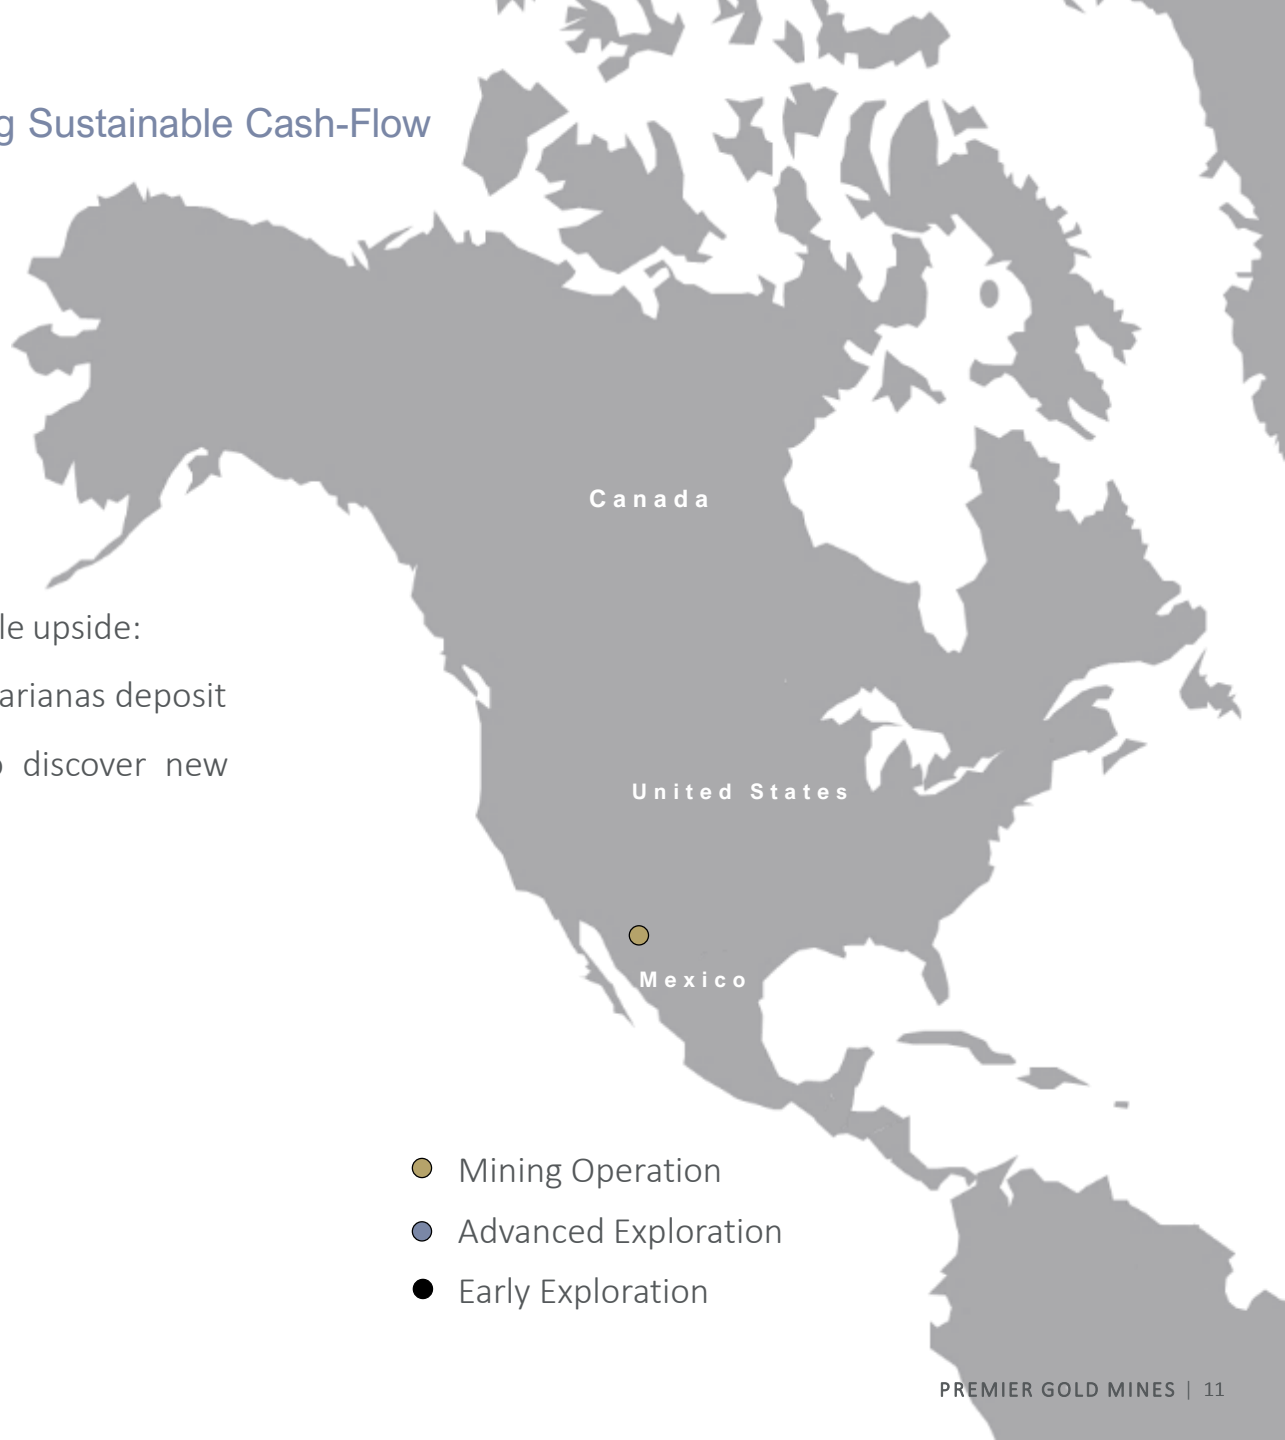 g Sustainable Cash-Flow
Canada
le upside:
arianas deposit
discover new
United States
Mexico
Mining Operation
Advanced Exploration
Early Exploration
PREMIER GOLD MINES | 11